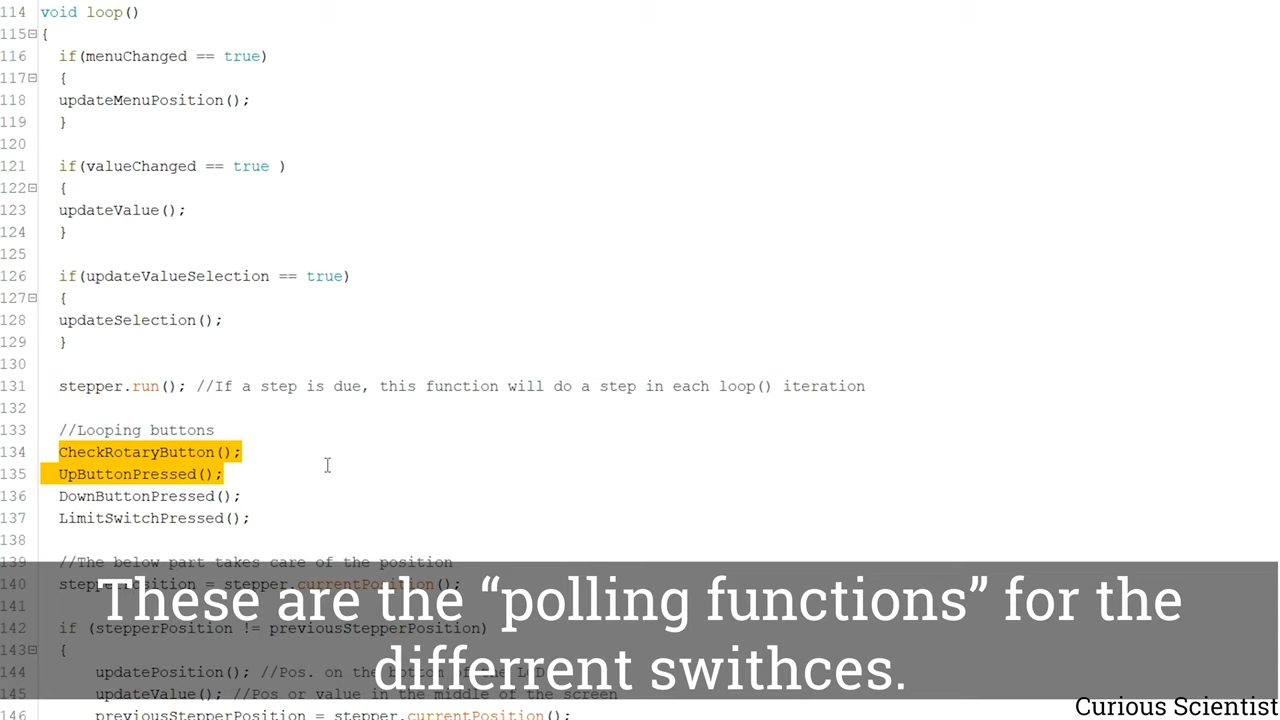 114 void loop()
115 {
116 if(menuChanged == true)
117 {
118 updateMenuPosition();
119 }
120
121 if(valueChanged == true )
122 {
123 updateValue();
124 }
125
126 if(updateValueSelection == true)
127 {
128 updateSelection();
129 }
130
131 stepper.run(); //If a step is due, this function will do a step in each loop() iteration
132
133 //Looping buttons
134 CheckRotaryButton();
135 UpButtonPressed();
136 DownButtonPressed();
137 LimitSwitchPressed();
138
139 //The below part takes care of the position
140 stepperPosition = stepper.currentPosition();
141
142 if (stepperPosition != previousStepperPosition)
143 {
144 updatePosition(); //Pos. on the bottom of the LCD
145 updateValue(); //Pos or value in the middle of the screen
146 previousStepperPosition = stepper.currentPosition();
These are the “polling functions” for the
differrent swithces.
Curious Scientist